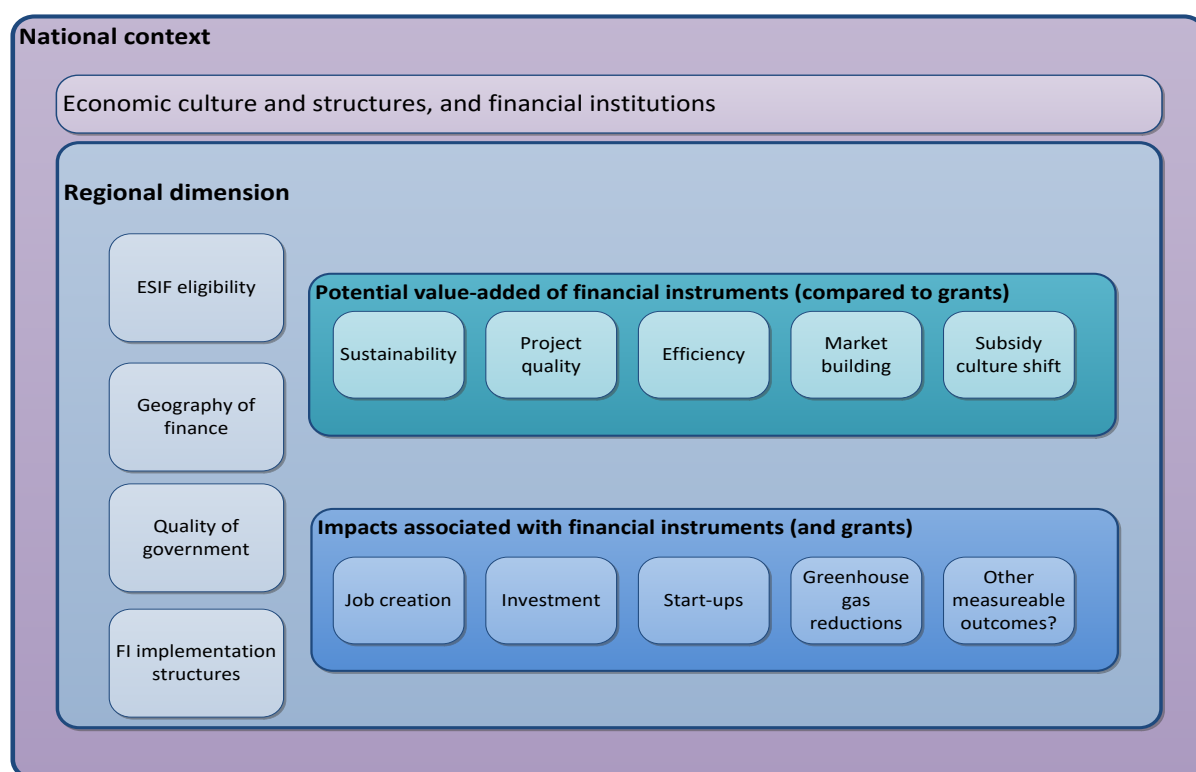 National context
Economic culture and structures, and financial institutions
Regional dimension
ESIF eligibility
Geography of
finance
Quality of
government
FI implementation
structures
Potential value-added of financial instruments (compared to grants)
Sustainability
Project
quality
Efficiency
Market
building
Subsidy
culture shift
Impacts associated with financial instruments (and grants)
Job creation
Investment
Start-ups
Greenhouse
gas
reductions
Other
measureable
outcomes?